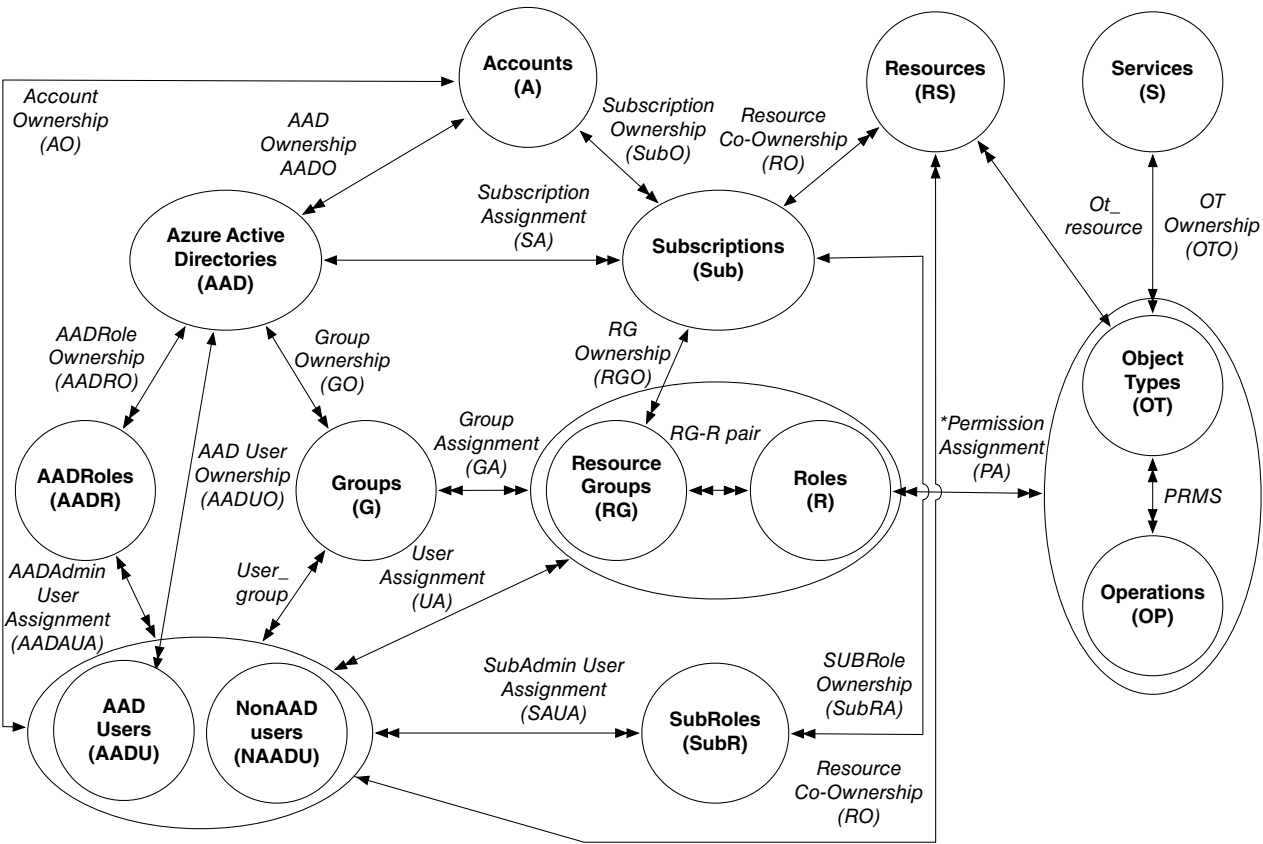 Accounts
(A)
Resources
(RS)
Services
(S)
Account
Ownership
(AO)
AAD
Ownership
AADO
Subscription
Ownership
(SubO)
Resource
Co-Ownership
(RO)
Subscription
Assignment
(SA)
Ot_
resource
OT
Ownership
(OTO)
Azure Active
Directories
(AAD)
Subscriptions
(Sub)
AADRole
Ownership
(AADRO)
Group
Ownership
(GO)
RG
Ownership
(RGO)
Object
Types
(OT)
AADRoles
(AADR)
AAD User
Ownership
(AADUO)
Groups
(G)
Group
Assignment
(GA)
RG-R pair
Resource
Groups
(RG)
Roles
(R)
*Permission
Assignment
(PA)
PRMS
AADAdmin
User
Assignment
(AADAUA)
User_
group
User
Assignment
(UA)
Operations
(OP)
AAD
Users
(AADU)
NonAAD
users
(NAADU)
SubAdmin User
Assignment
(SAUA)
SubRoles
(SubR)
SUBRole
Ownership
(SubRA)
Resource
Co-Ownership
(RO)